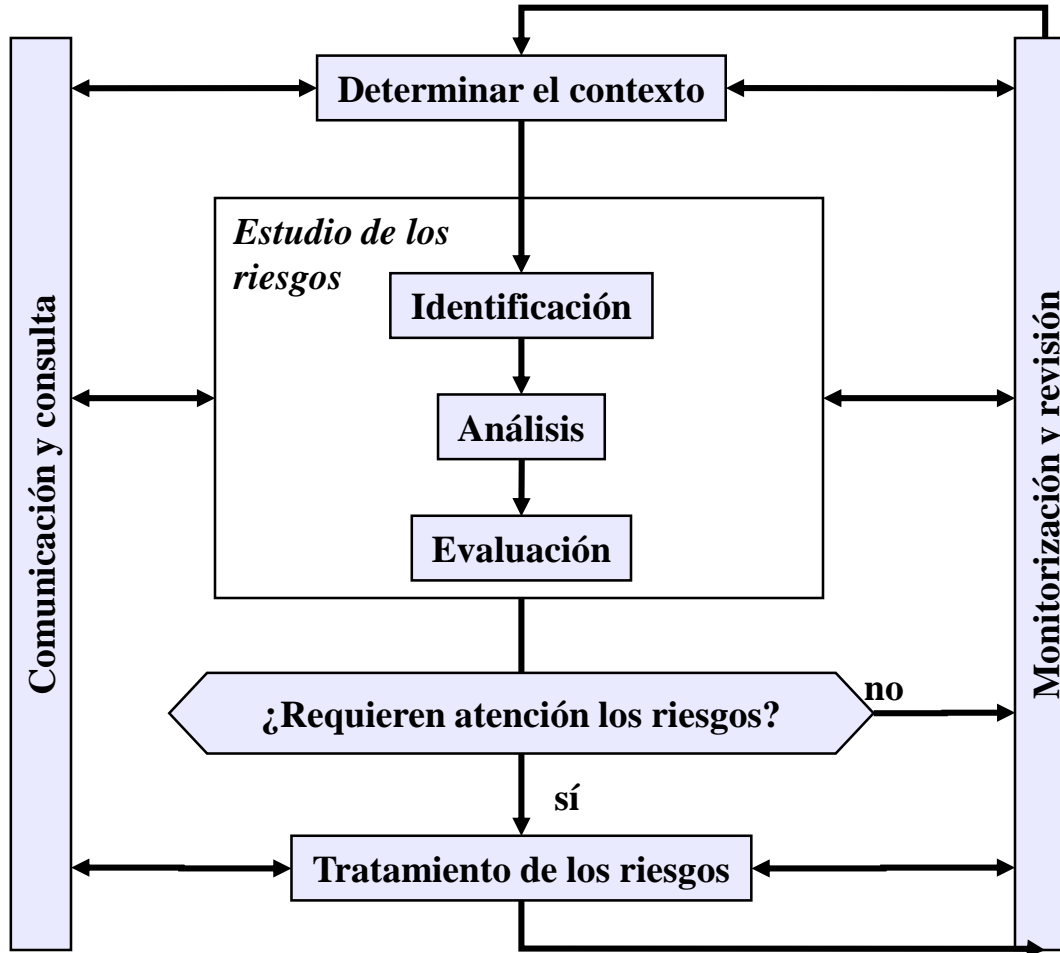 Determinar el contexto
Estudio de los
riesgos
Identificación
Análisis
Evaluación
¿Requieren atención los riesgos?
no
sí
Tratamiento de los riesgos
Comunicación y consulta
Monitorización y revisión